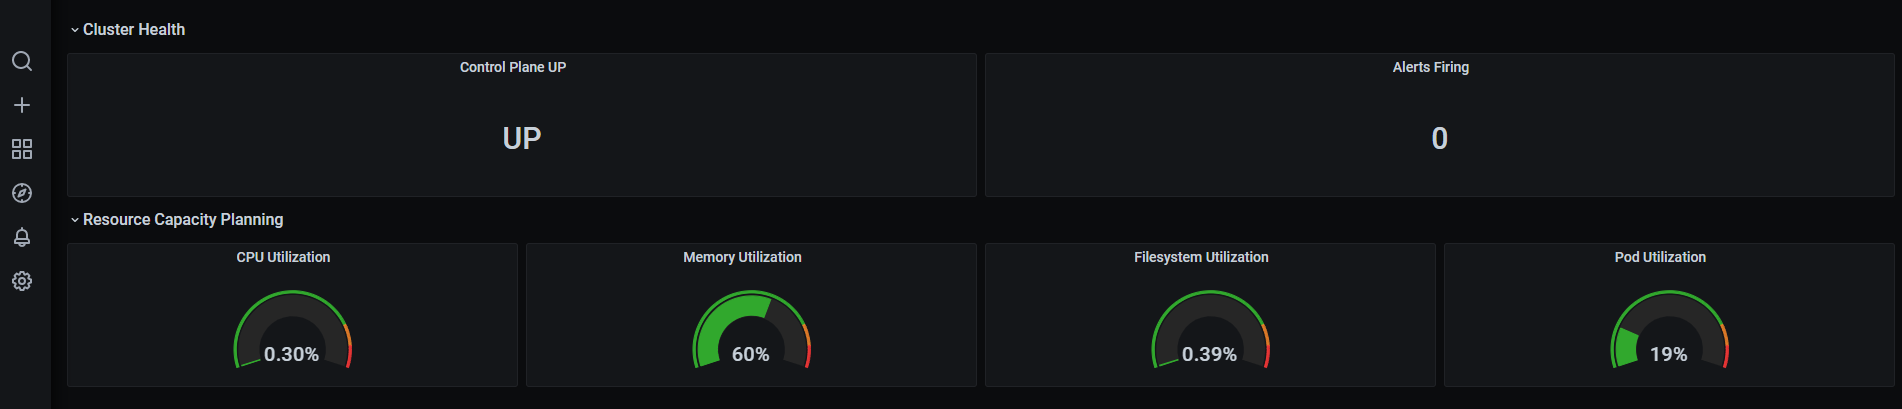 Cluster Health
Control Plane UP
Alerts Firing
UP
0
Resource Capacity Planning
CPU Utilization
Memory Utilization
Filesystem Utilization
Pod Utilization
0.30%
60%
0.39%
19%